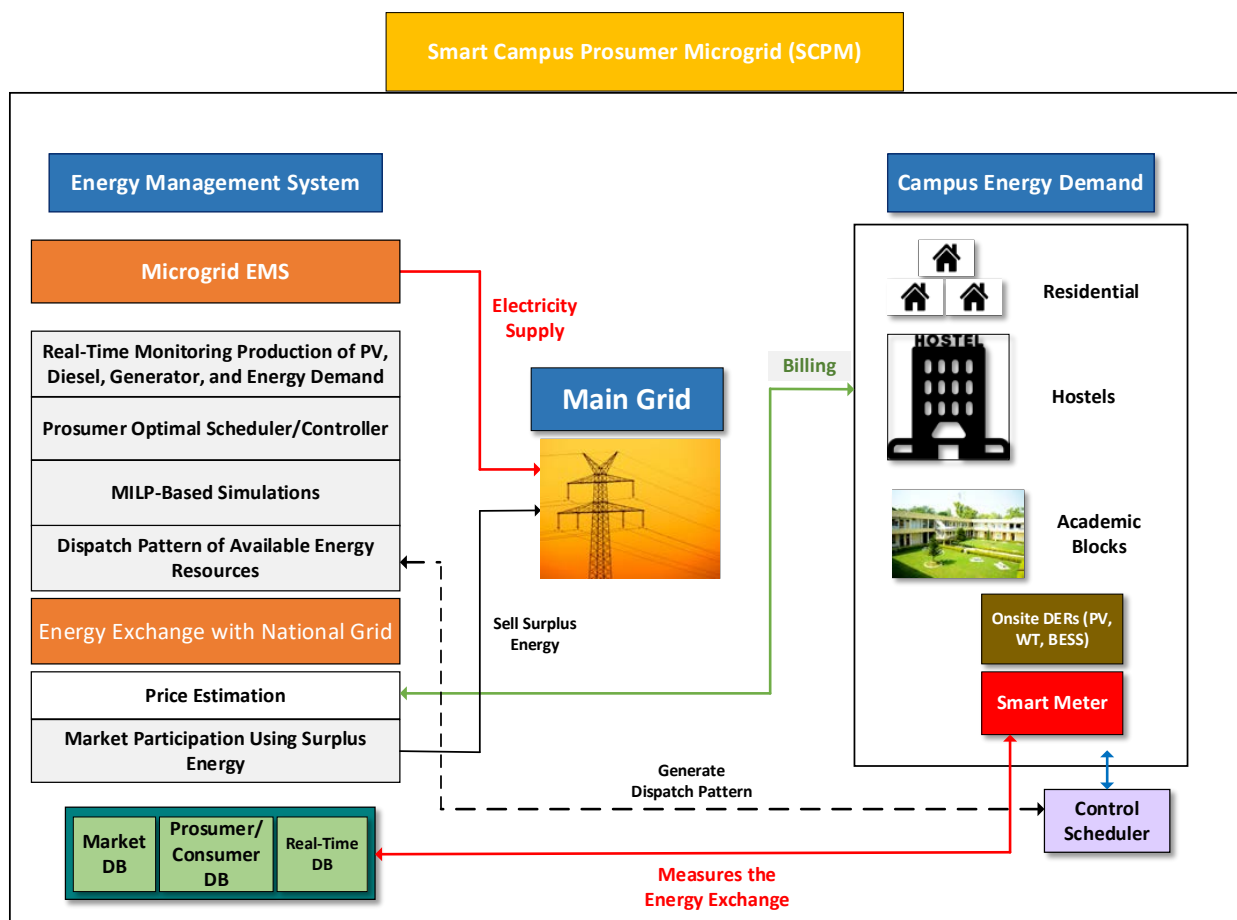 Smart Campus Prosumer Microgrid (SCPM)
Energy Management System
Microgrid EMS
Real-Time Monitoring Production of PV,
Diesel, Generator, and Energy Demand
Prosumer Optimal Scheduler/Controller
MILP-Based Simulations
Dispatch Pattern of Available Energy
Resources
Energy Exchange with National Grid
Price Estimation
Market Participation Using Surplus
Energy
Market
DB
Prosumer/
Consumer
DB
Real-Time
DB
Electricity
Supply
Main Grid
Sell Surplus
Energy
Billing
Generate
Dispatch Pattern
Measures the
Energy Exchange
Campus Energy Demand
Residential
HOSTEL
Hostels
Academic
Blocks
Onsite DERs (PV,
WT, BESS)
Smart Meter
Control
Scheduler